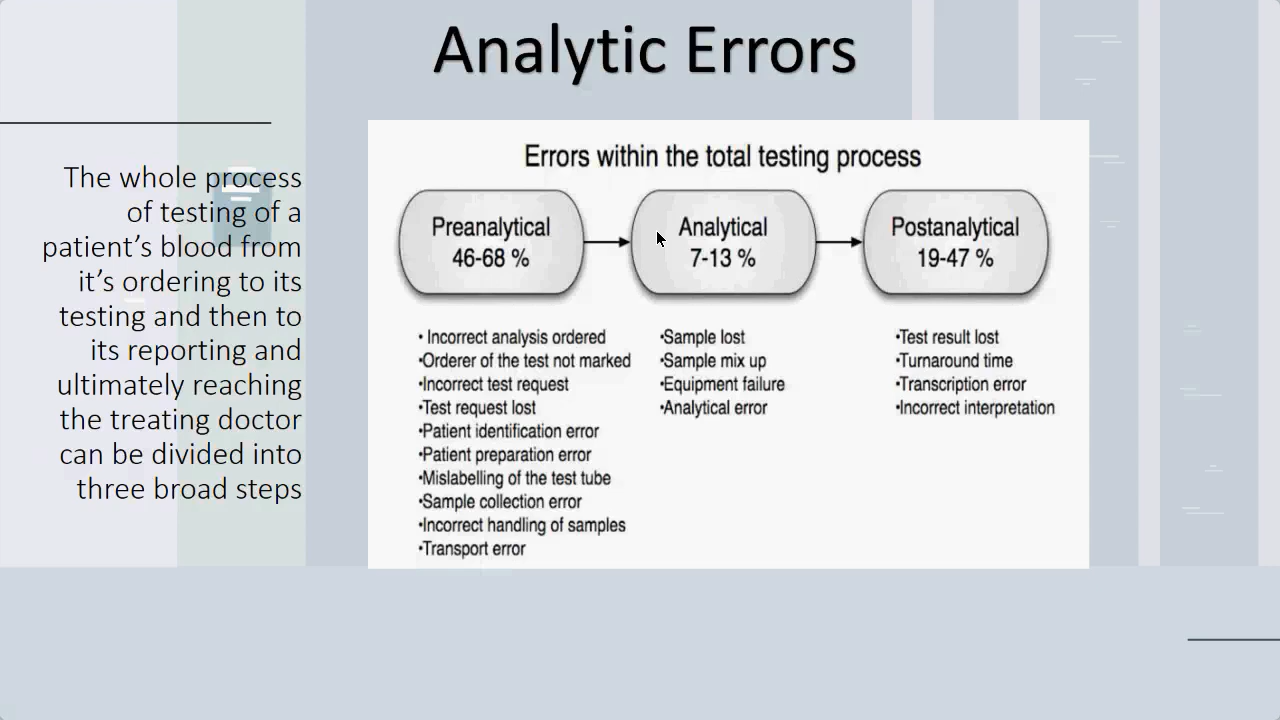 Analytic Errors
The whole process
of testing of a
patient’s blood from
it’s ordering to its
testing and then to
its reporting and
ultimately reaching
the treating doctor
can be divided into
three broad steps
Errors within the total testing process
Preanalytical
46-68 %
Analytical
7-13 %
Postanalytical
19-47 %
• Incorrect analysis ordered
•Orderer of the test not marked
•Incorrect test request
•Test request lost
•Patient identification error
•Patient preparation error
•Mislabelling of the test tube
•Sample collection error
•Incorrect handling of samples
•Transport error
•Sample lost
•Sample mix up
•Equipment failure
•Analytical error
•Test result lost
•Turnaround time
•Transcription error
•Incorrect interpretation